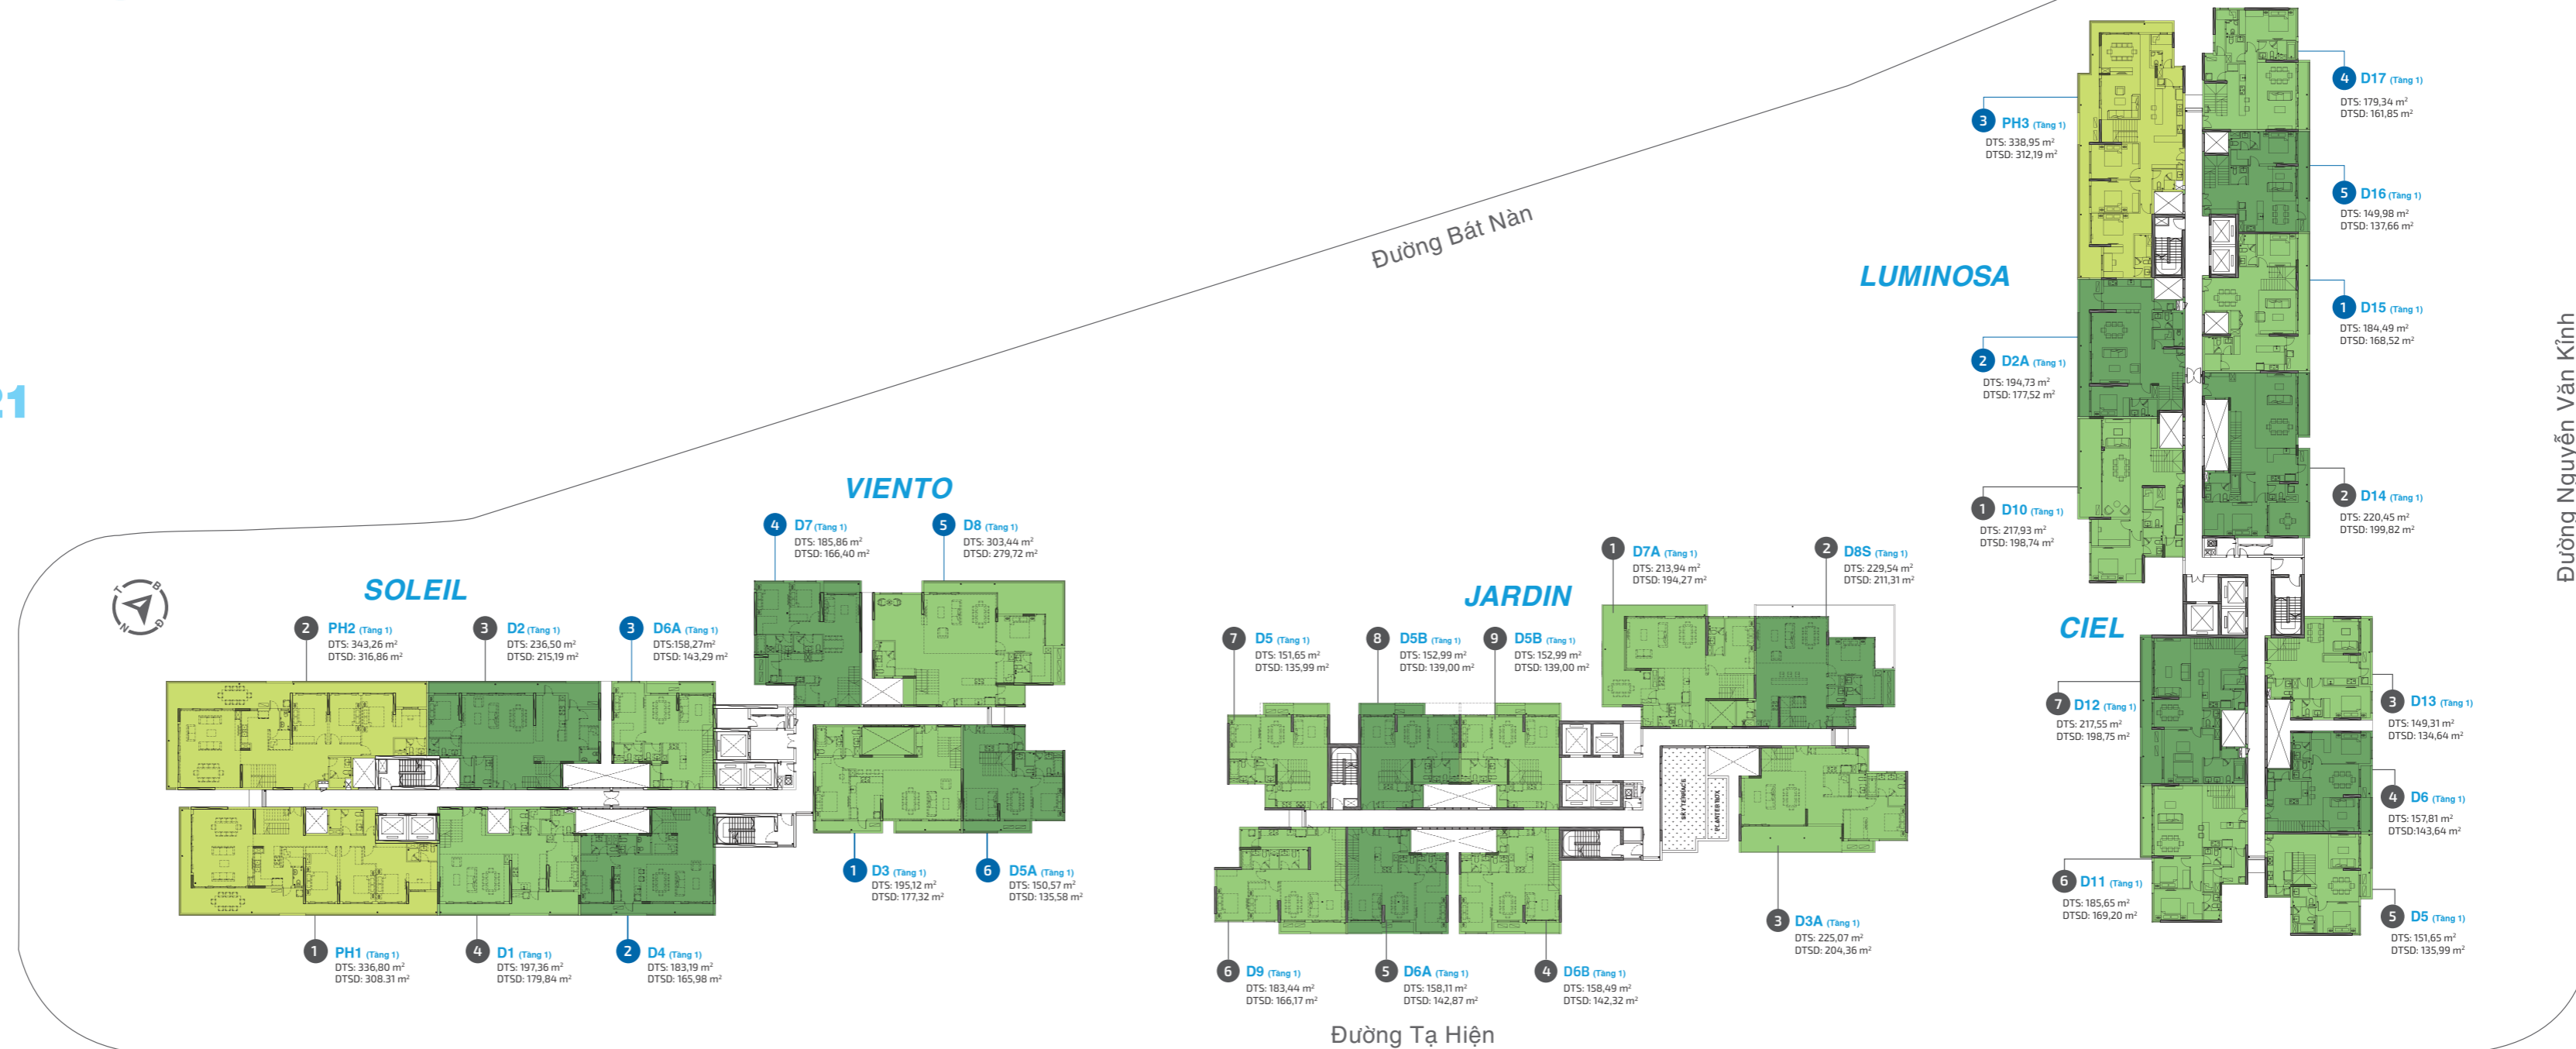 21
Đường Bát Nàn
Đường Nguyễn Văn Kỉnh
Đường Tạ Hiện
T
B
N
Đ
SOLEIL
2 PH2 (Tầng 1)
DTS: 343,26 m²
DTSD: 316,86 m²
3 D2 (Tầng 1)
DTS: 236,50 m²
DTSD: 215,19 m²
3 D6A (Tầng 1)
DTS:158,27m²
DTSD: 143,29 m²
1 PH1 (Tầng 1)
DTS: 336,80 m²
DTSD: 308.31 m²
4 D1 (Tầng 1)
DTS: 197,36 m²
DTSD: 179,84 m²
2 D4 (Tầng 1)
DTS: 183,19 m²
DTSD: 165,98 m²
VIENTO
4 D7 (Tầng 1)
DTS: 185,86 m²
DTSD: 166,40 m²
5 D8 (Tầng 1)
DTS: 303,44 m²
DTSD: 279,72 m²
1 D3 (Tầng 1)
DTS: 195,12 m²
DTSD: 177,32 m²
6 D5A (Tầng 1)
DTS: 150,57 m²
DTSD: 135,58 m²
JARDIN
7 D5 (Tầng 1)
DTS: 151,65 m²
DTSD: 135,99 m²
8 D5B (Tầng 1)
DTS: 152,99 m²
DTSD: 139,00 m²
9 D5B (Tầng 1)
DTS: 152,99 m²
DTSD: 139,00 m²
1 D7A (Tầng 1)
DTS: 213,94 m²
DTSD: 194,27 m²
2 D8S (Tầng 1)
DTS: 229,54 m²
DTSD: 211,31 m²
SKY TERRACE
PLANTER BOX
6 D9 (Tầng 1)
DTS: 183,44 m²
DTSD: 166,17 m²
5 D6A (Tầng 1)
DTS: 158,11 m²
DTSD: 142,87 m²
4 D6B (Tầng 1)
DTS: 158,49 m²
DTSD: 142,32 m²
3 D3A (Tầng 1)
DTS: 225,07 m²
DTSD: 204,36 m²
LUMINOSA
3 PH3 (Tầng 1)
DTS: 338,95 m²
DTSD: 312,19 m²
2 D2A (Tầng 1)
DTS: 194,73 m²
DTSD: 177,52 m²
1 D10 (Tầng 1)
DTS: 217,93 m²
DTSD: 198,74 m²
4 D17 (Tầng 1)
DTS: 179,34 m²
DTSD: 161,85 m²
5 D16 (Tầng 1)
DTS: 149,98 m²
DTSD: 137,66 m²
1 D15 (Tầng 1)
DTS: 184,49 m²
DTSD: 168,52 m²
2 D14 (Tầng 1)
DTS: 220,45 m²
DTSD: 199,82 m²
CIEL
7 D12 (Tầng 1)
DTS: 217,55 m²
DTSD: 198,75 m²
6 D11 (Tầng 1)
DTS: 185,65 m²
DTSD: 169,20 m²
3 D13 (Tầng 1)
DTS: 149,31 m²
DTSD: 134,64 m²
4 D6 (Tầng 1)
DTS: 157,81 m²
DTSD:143,64 m²
5 D5 (Tầng 1)
DTS: 151,65 m²
DTSD: 135,99 m²